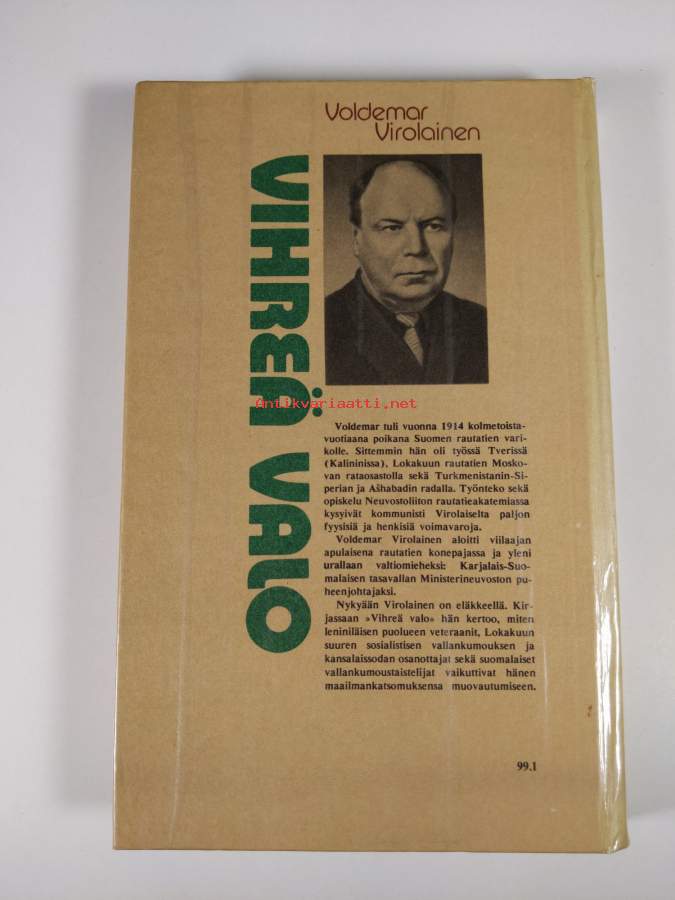 Voldemar
Virolainen
VIHREÄ VALO
Antikvariaatti.net
Voldemar tuli vuonna 1914 kolmetoista-
vuotiaana poikana Suomen rautatien vari-
kolle. Sittemmin hän oli työssä Tverissä
(Kalininissa), Lokakuun rautatien Mosko-
van rataosastolla sekä Turkmenistanin-Si-
perian ja Ašhabadin radalla. Työnteko sekä
opiskelu Neuvostoliiton rautatieakatemiassa
kysyivät kommunisti Virolaiselta paljon
fyysisiä ja henkisiä voimavaroja.
Voldemar Virolainen aloitti viilaajan
apulaisena rautatien konepajassa ja yleni
urallaan valtiomieheksi: Karjalais-Suo-
malaisen tasavallan Ministerineuvoston pu-
heenjohtajaksi.
Nykyään Virolainen on eläkkeellä. Kir-
jassaan »Vihreä valo» hän kertoo, miten
leniniläisen puolueen veteraanit, Lokakuun
suuren sosialistisen vallankumouksen ja
kansalaissodan osanottajat sekä suomalaiset
vallankumoustaistelijat vaikuttivat hänen
maailmankatsomuksensa muovautumiseen.
99.1